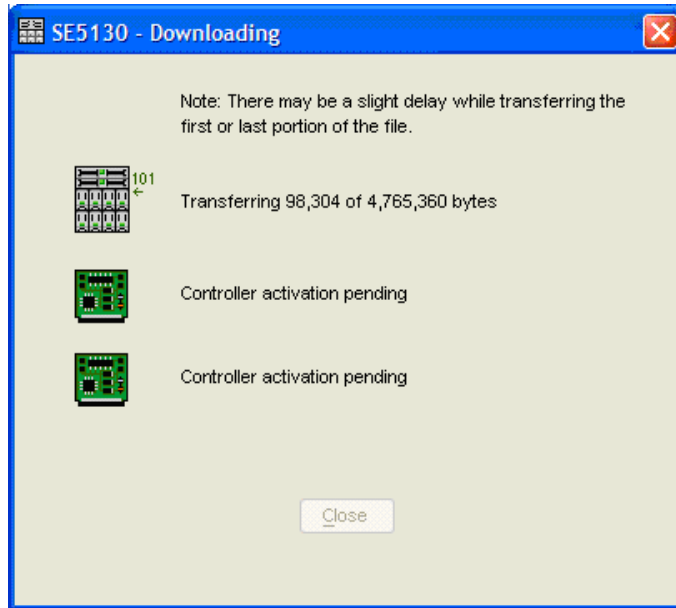 SE5130 - Downloading
Note: There may be a slight delay while transferring the
first or last portion of the file.
101
Transferring 98,304 of 4,765,360 bytes
Controller activation pending
Controller activation pending
Close